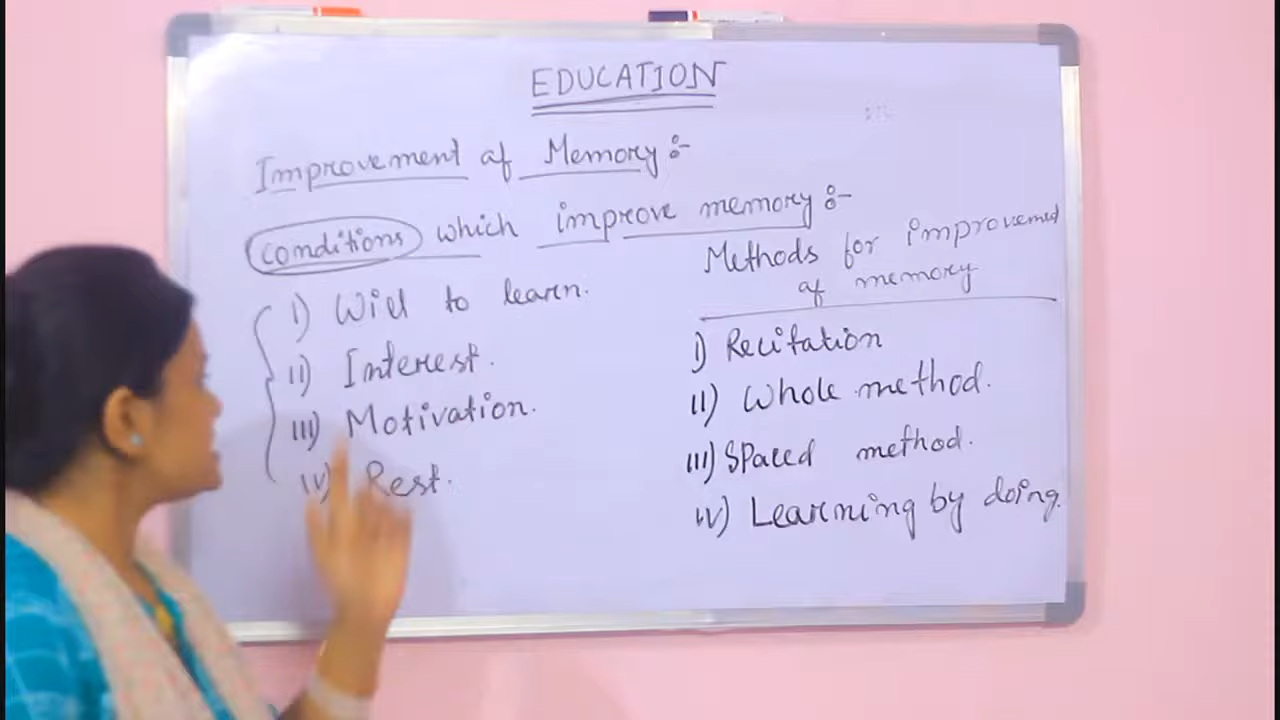 EDUCATION
Improvement of Memory :-
conditions which improve memory :-
I) Will to learn.
II) Interest.
III) Motivation.
IV) Rest.
Methods for improvement
of memory
I) Recitation
II) Whole method.
III) Spaced method.
IV) Learning by doing.